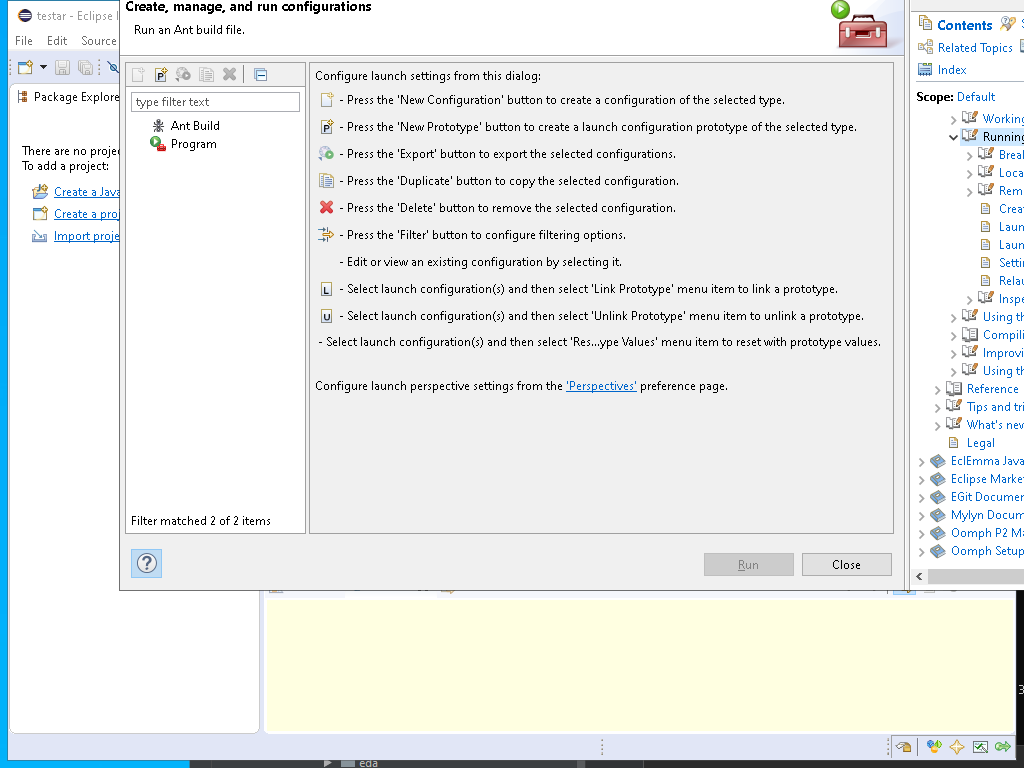 testar - Eclipse
File Edit Source
Package Explore
There are no proje
To add a project:
Create a Java
Create a proj
Import proje
Create, manage, and run configurations
Run an Ant build file.
type filter text
Ant Build
Program
Filter matched 2 of 2 items
Configure launch settings from this dialog:
- Press the 'New Configuration' button to create a configuration of the selected type.
P - Press the 'New Prototype' button to create a launch configuration prototype of the selected type.
- Press the 'Export' button to export the selected configurations.
- Press the 'Duplicate' button to copy the selected configuration.
- Press the 'Delete' button to remove the selected configuration.
- Press the 'Filter' button to configure filtering options.
- Edit or view an existing configuration by selecting it.
L - Select launch configuration(s) and then select 'Link Prototype' menu item to link a prototype.
U - Select launch configuration(s) and then select 'Unlink Prototype' menu item to unlink a prototype.
- Select launch configuration(s) and then select 'Res...ype Values' menu item to reset with prototype values.
Configure launch perspective settings from the 'Perspectives' preference page.
? Run Close
Contents
Related Topics
Index
Scope: Default
Working
Running
Brea
Loca
Rem
Crea
Laun
Laun
Setti
Relau
Inspe
Using th
Compili
Improvi
Using th
Reference
Tips and tri
What's new
Legal
EclEmma Java
Eclipse Marke
EGit Documen
Mylyn Docum
Oomph P2 Ma
Oomph Setup
3
eda